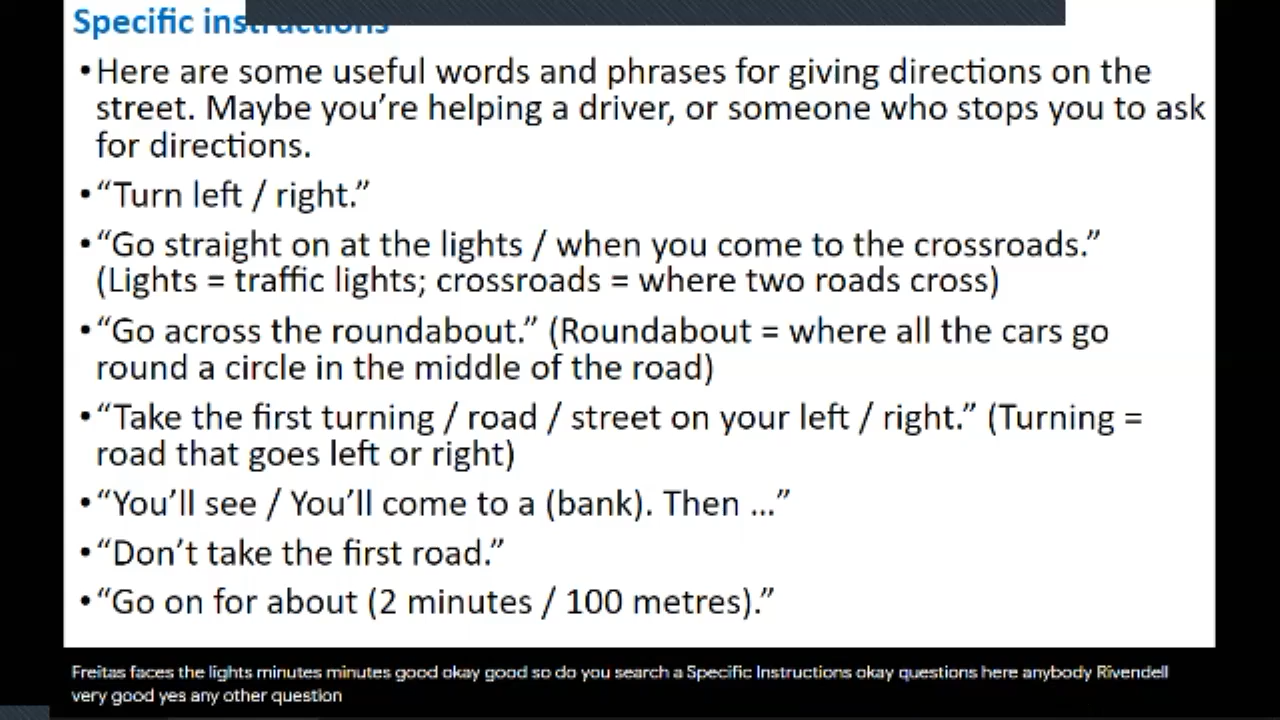 Specific instructions
•Here are some useful words and phrases for giving directions on the
street. Maybe you’re helping a driver, or someone who stops you to ask
for directions.
•“Turn left / right.”
•“Go straight on at the lights / when you come to the crossroads.”
(Lights = traffic lights; crossroads = where two roads cross)
•“Go across the roundabout.” (Roundabout = where all the cars go
round a circle in the middle of the road)
•“Take the first turning / road / street on your left / right.” (Turning =
road that goes left or right)
•“You’ll see / You’ll come to a (bank). Then ...”
•“Don’t take the first road.”
•“Go on for about (2 minutes / 100 metres).”
Freitas faces the lights minutes minutes good okay good so do you search a Specific Instructions okay questions here anybody Rivendell
very good yes any other question